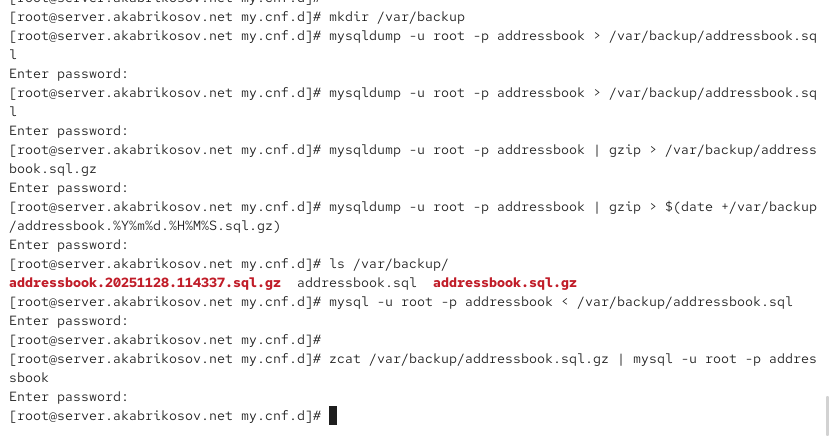 [root@server.akabrikosov.net my.cnf.d]#
[root@server.akabrikosov.net my.cnf.d]# mkdir /var/backup
[root@server.akabrikosov.net my.cnf.d]# mysqldump -u root -p addressbook > /var/backup/addressbook.sq
l
Enter password:
[root@server.akabrikosov.net my.cnf.d]# mysqldump -u root -p addressbook > /var/backup/addressbook.sq
l
Enter password:
[root@server.akabrikosov.net my.cnf.d]# mysqldump -u root -p addressbook | gzip > /var/backup/address
book.sql.gz
Enter password:
[root@server.akabrikosov.net my.cnf.d]# mysqldump -u root -p addressbook | gzip > $(date +/var/backup
/addressbook.%Y%m%d.%H%M%S.sql.gz)
Enter password:
[root@server.akabrikosov.net my.cnf.d]# ls /var/backup/
addressbook.20251128.114337.sql.gz  addressbook.sql  addressbook.sql.gz
[root@server.akabrikosov.net my.cnf.d]# mysql -u root -p addressbook < /var/backup/addressbook.sql
Enter password:
[root@server.akabrikosov.net my.cnf.d]#
[root@server.akabrikosov.net my.cnf.d]# zcat /var/backup/addressbook.sql.gz | mysql -u root -p addres
sbook
Enter password:
[root@server.akabrikosov.net my.cnf.d]#